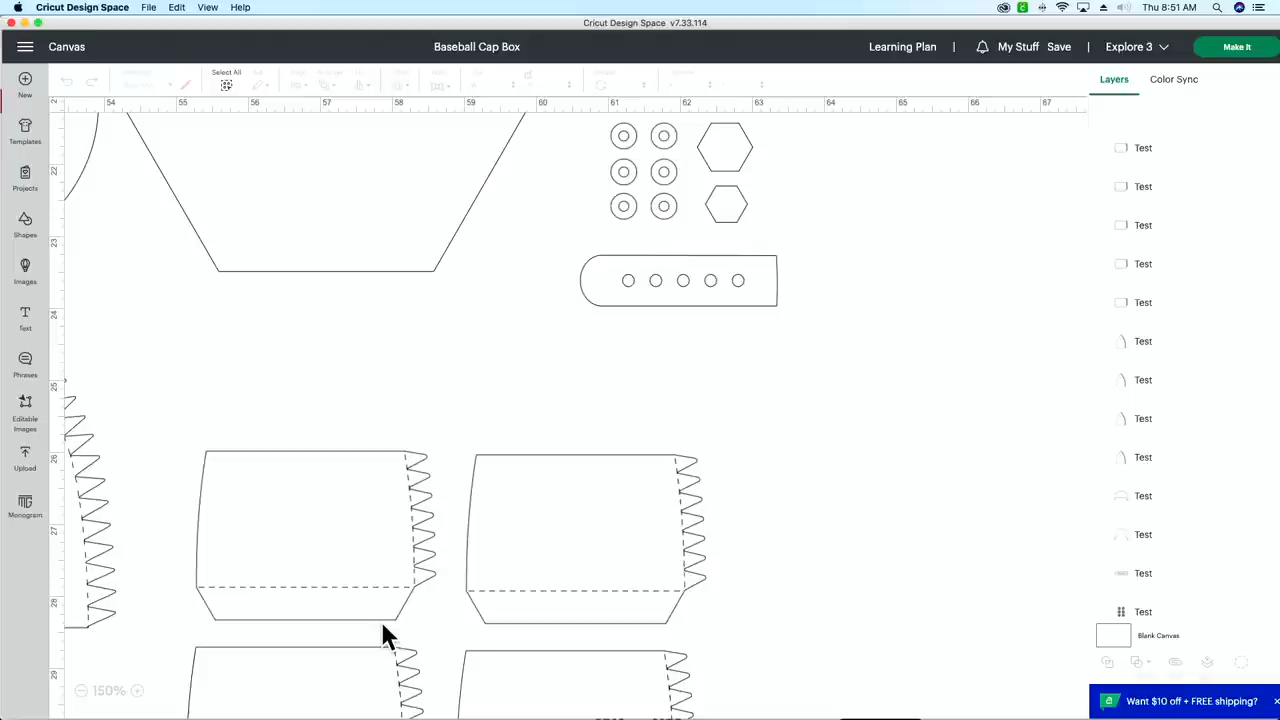 Cricut Design Space File Edit View Help Thu 8:51 AM
Cricut Design Space v7.33.114
Canvas Baseball Cap Box Learning Plan | My Stuff Save | Explore 3 Make It
New
Select All
Layers Color Sync
54 55 56 57 58 59 60 61 62 63 64 65 66 67
Templates
Projects
Shapes
Images
Text
Phrases
Editable
Images
Upload
Monogram
22
23
24
25
26
27
28
29
Test
Test
Test
Test
Test
Test
Test
Test
Test
Test
Test
Test
Test
Blank Canvas
150%
Want $10 off + FREE shipping?